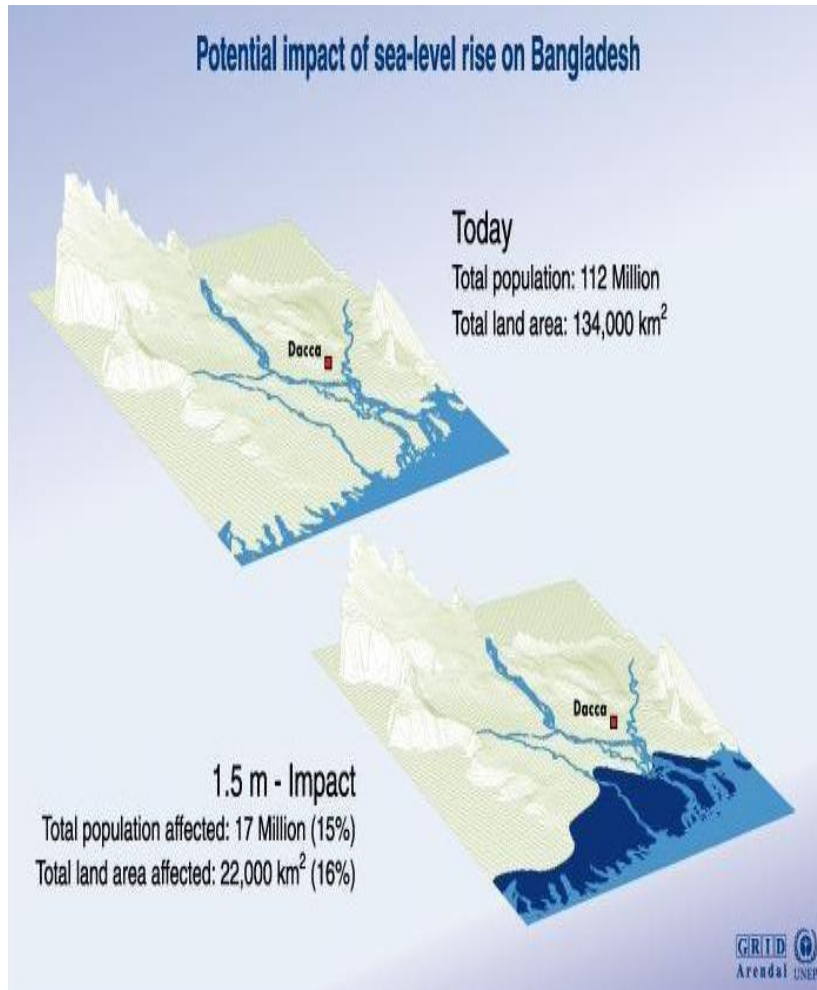 Potential impact of sea-level rise on Bangladesh
Today
Total population: 112 Million
Total land area: 134,000 km²
Dacca
Dacca
1.5 m - Impact
Total population affected: 17 Million (15%)
Total land area affected: 22,000 km² (16%)
GRID
Arendal UNEP